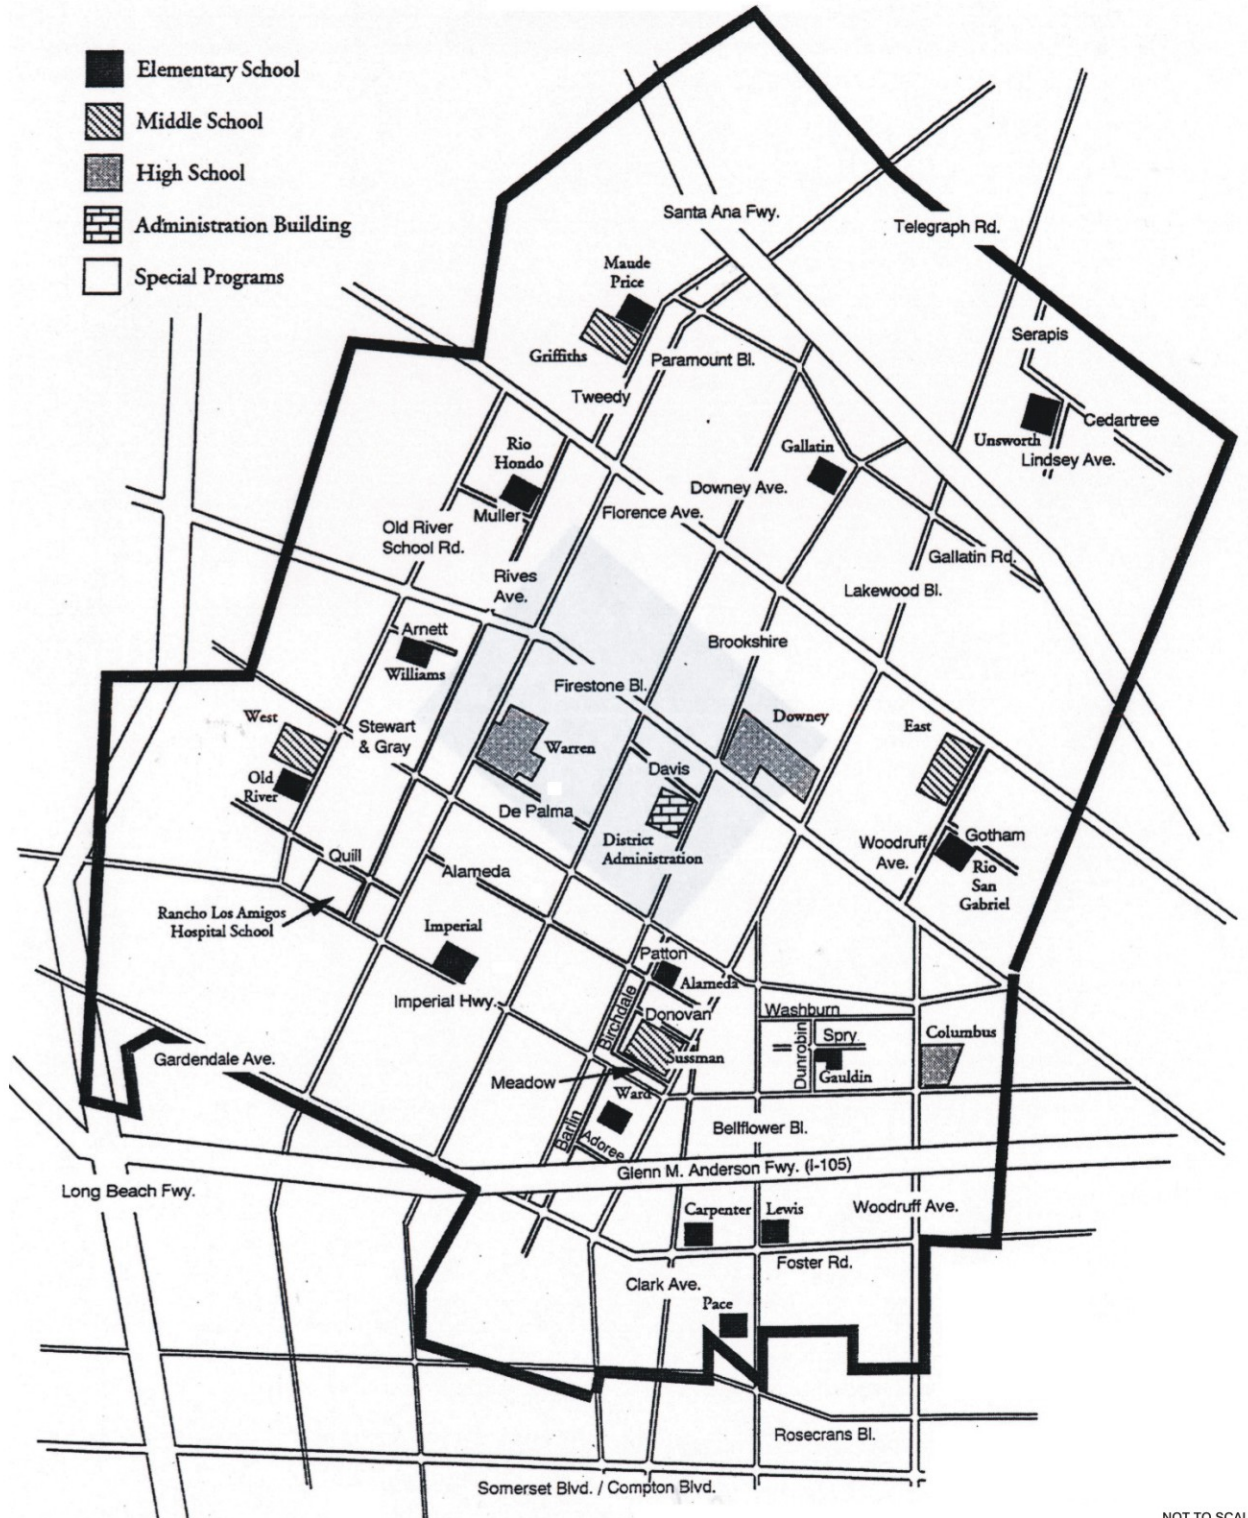 Elementary School
Middle School
High School
Administration Building
Special Programs
Santa Ana Fwy.
Telegraph Rd.
Maude
Price
Griffiths
Paramount Bl.
Tweedy
Serapis
Cedartree
Unsworth
Lindsey Ave.
Rio
Hondo
Muller
Gallatin
Downey Ave.
Florence Ave.
Old River
School Rd.
Gallatin Rd.
Rives
Ave.
Lakewood Bl.
Arnett
Williams
Brookshire
Firestone Bl.
West
Stewart
& Gray
Warren
Downey
East
Davis
Old
River
De Palma
District
Administration
Woodruff
Ave.
Gotham
Rio
San
Gabriel
Quill
Alameda
Rancho Los Amigos
Hospital School
Imperial
Patton
Alameda
Imperial Hwy.
Birchdale
Donovan
Washburn
Dunrobin
Spry
Columbus
Sussman
Gauldin
Gardendale Ave.
Meadow
Ward
Barlin
Adoree
Bellflower Bl.
Glenn M. Anderson Fwy. (I-105)
Long Beach Fwy.
Carpenter
Lewis
Woodruff Ave.
Foster Rd.
Clark Ave.
Pace
Rosecrans Bl.
Somerset Blvd. / Compton Blvd.
NOT TO SCAL